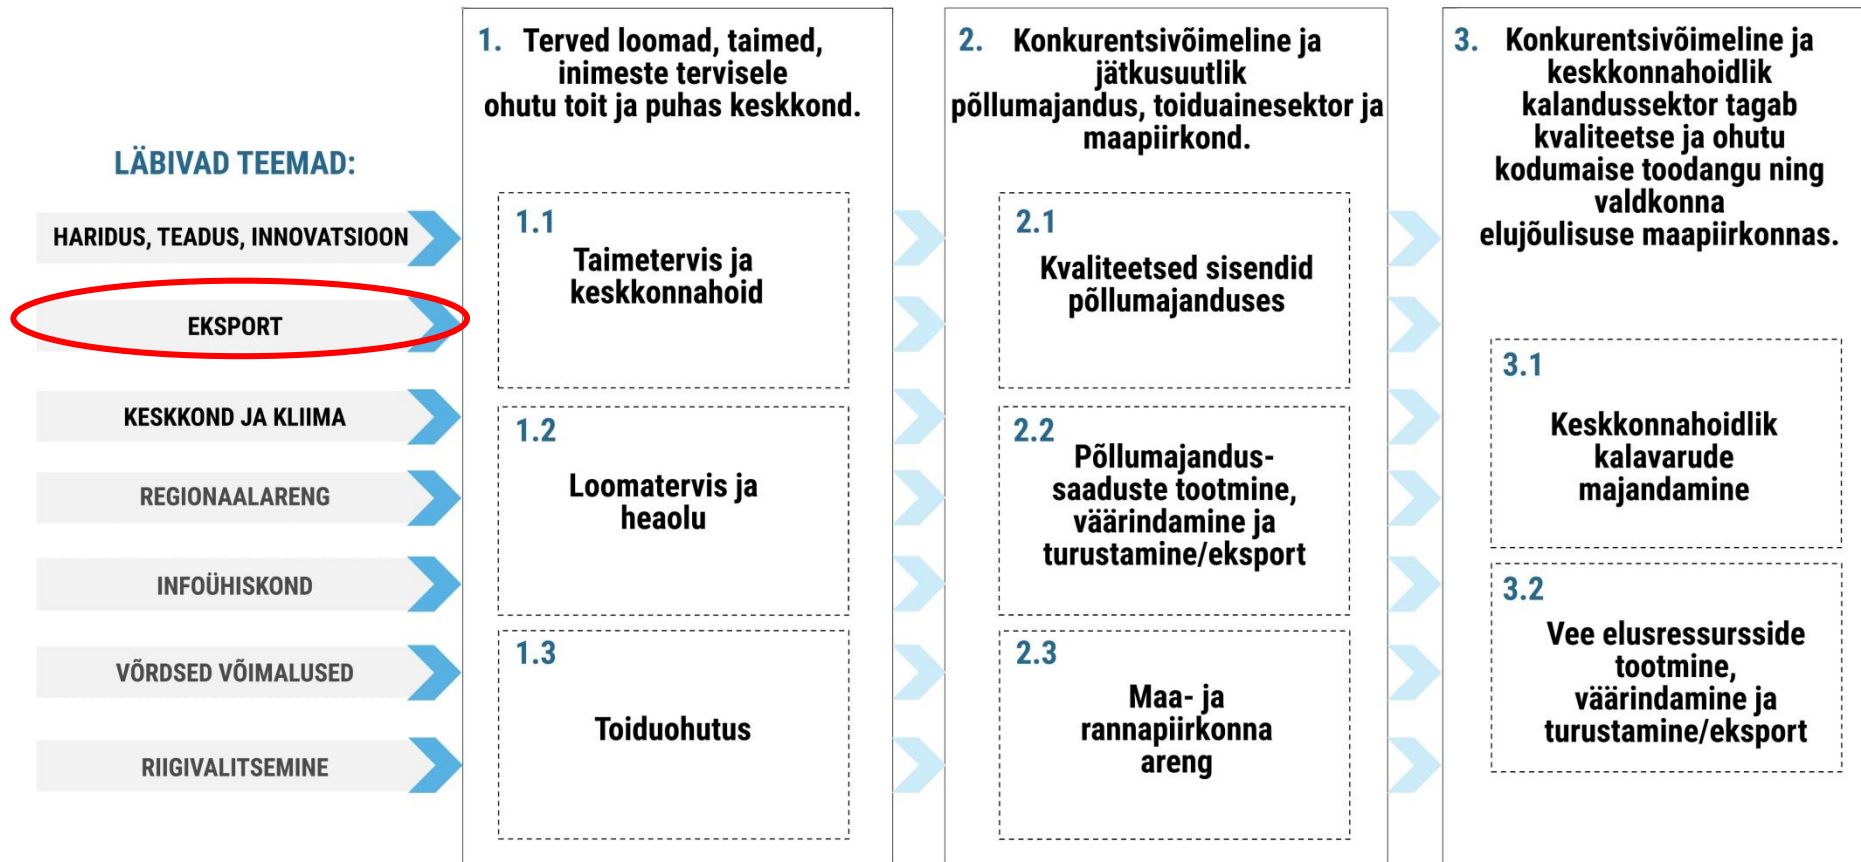 LÄBIVAD TEEMAD:
HARIDUS, TEADUS, INNOVATSIOON
EKSPORT
KESKKOND JA KLIIMA
REGIONAALARENG
INFOÜHISKOND
VÕRDSED VÕIMALUSED
RIIGIVALITSEMINE
1. Terved loomad, taimed,
inimeste tervisele
ohutu toit ja puhas keskkond.
1.1
Taimetervis ja
keskkonnahoid
1.2
Loomatervis ja
heaolu
1.3
Toiduohutus
2. Konkurentsivõimeline ja
jätkusuutlik
põllumajandus, toiduainesektor ja
maapiirkond.
2.1
Kvaliteetsed sisendid
põllumajanduses
2.2
Põllumajandus-
saaduste tootmine,
väärindamine ja
turustamine/eksport
2.3
Maa- ja
rannapiirkonna
areng
3. Konkurentsivõimeline ja
keskkonnahoidlik
kalandussektor tagab
kvaliteetse ja ohutu
kodumaise toodangu ning
valdkonna
elujõulisuse maapiirkonnas.
3.1
Keskkonnahoidlik
kalavarude
majandamine
3.2
Vee elusressursside
tootmine,
väärindamine ja
turustamine/eksport